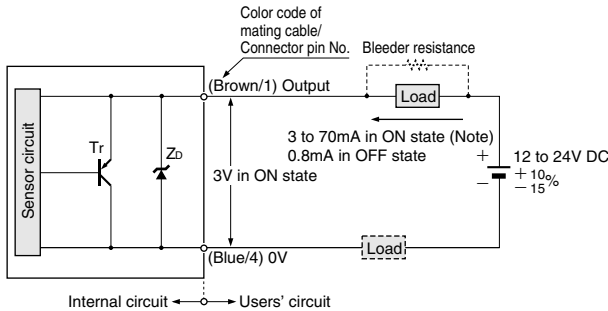 Color code of
mating cable/
Connector pin No.
Bleeder resistance
(Brown/1) Output
Load
Sensor circuit
Tr
ZD
3V in ON state
3 to 70mA in ON state (Note)
0.8mA in OFF state
+
−
12 to 24V DC
+10
−15%
(Blue/4) 0V
Load
Internal circuit
Users' circuit